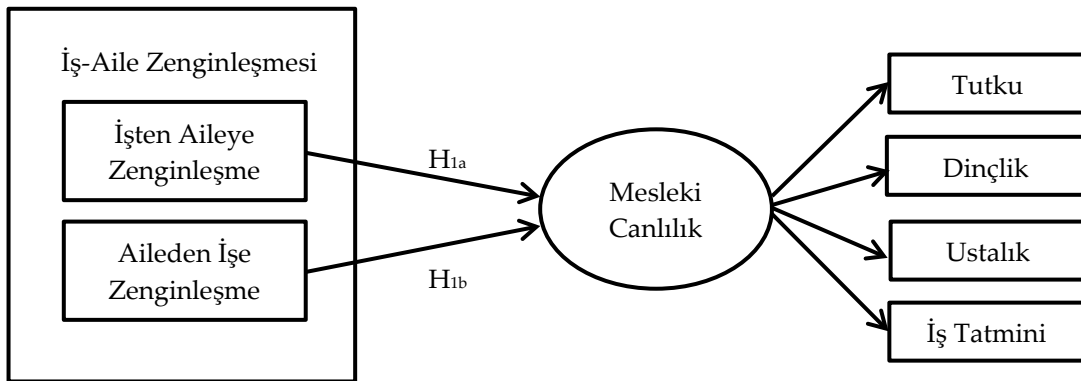 İş-Aile Zenginleşmesi
İşten Aileye
Zenginleşme
Aileden İşe
Zenginleşme
H1a
H1b
Mesleki
Canlılık
Tutku
Dinçlik
Ustalık
İş Tatmini